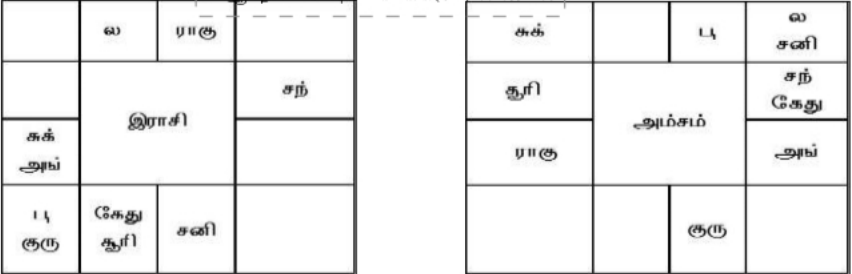 ல
ராகு
சந்
இராசி
சுக்
அங்
பு
குரு
கேது
சூரி
சனி
சுக்
பு
ல
சனி
சூரி
சந்
கேது
அம்சம்
ராகு
அங்
குரு